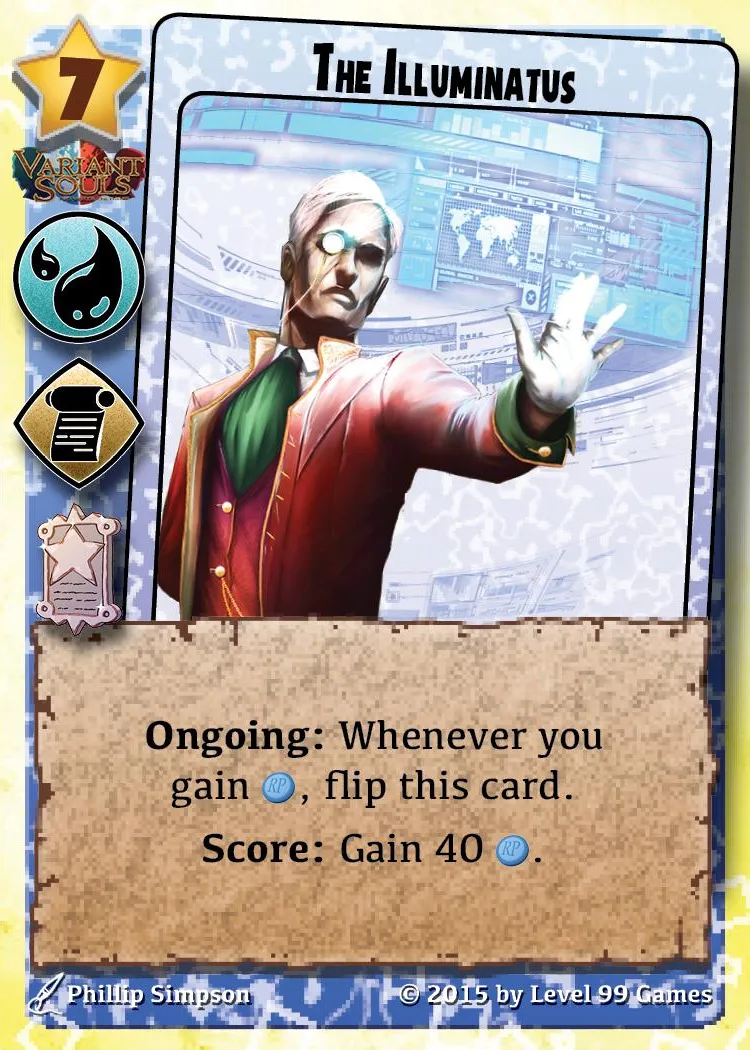 THE ILLUMINATUS
7
VARIANT
SOULS
Ongoing: Whenever you
gain RP, flip this card.
Score: Gain 40 RP.
Phillip Simpson
© 2015 by Level 99 Games